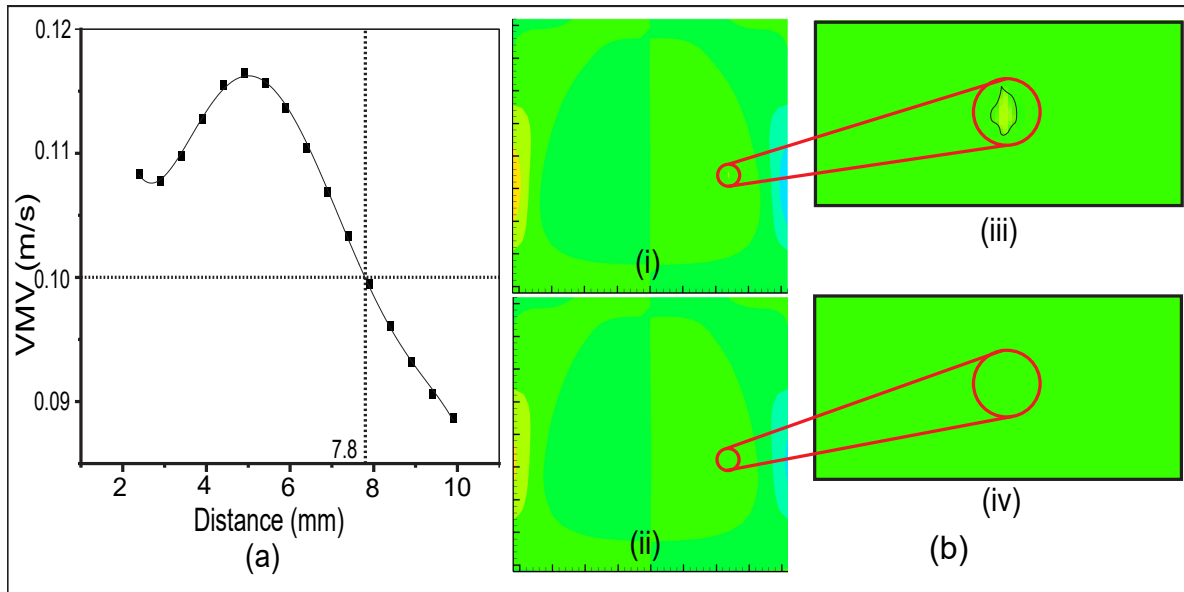 0.12
0.11
0.10
0.09
VMV (m/s)
7.8
2 4 6 8 10
Distance (mm)
(a)
(i)
(ii)
(iii)
(iv)
(b)